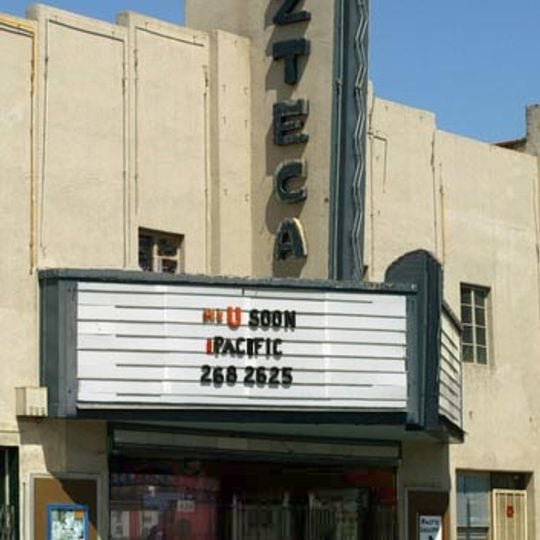 ZTECA
U SOON
PACIFIC
268 2625